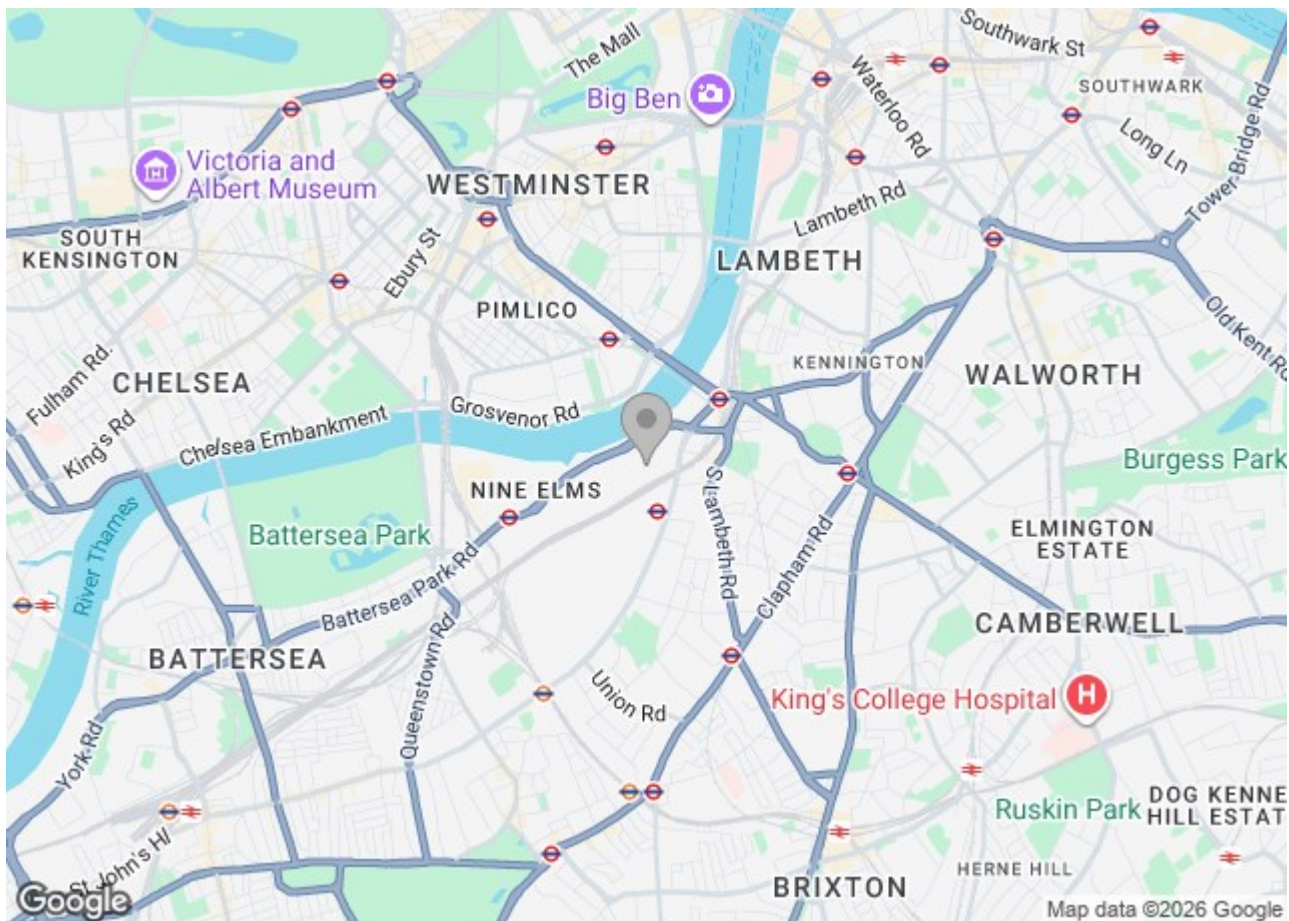 Southwark St
The Mall
Waterloo Rd
SOUTHWARK
Big Ben
Long Ln
Tower Bridge Rd
Victoria and
Albert Museum
WESTMINSTER
Lambeth Rd
SOUTH
KENSINGTON
Ebury St
LAMBETH
PIMLICO
Old Kent Rd
Fulham Rd.
CHELSEA
KENNINGTON
WALWORTH
King's Rd
Chelsea Embankment
Grosvenor Rd
Burgess Park
NINE ELMS
S Lambeth Rd
Battersea Park
ELMINGTON
ESTATE
River Thames
Clapham Rd
Battersea Park Rd
CAMBERWELL
BATTERSEA
Queenstown Rd
Union Rd
King's College Hospital
H
York Rd
Ruskin Park
DOG KENNE
HILL ESTAT
St John's Hl
HERNE HILL
BRIXTON
Google
Map data ©2026 Google